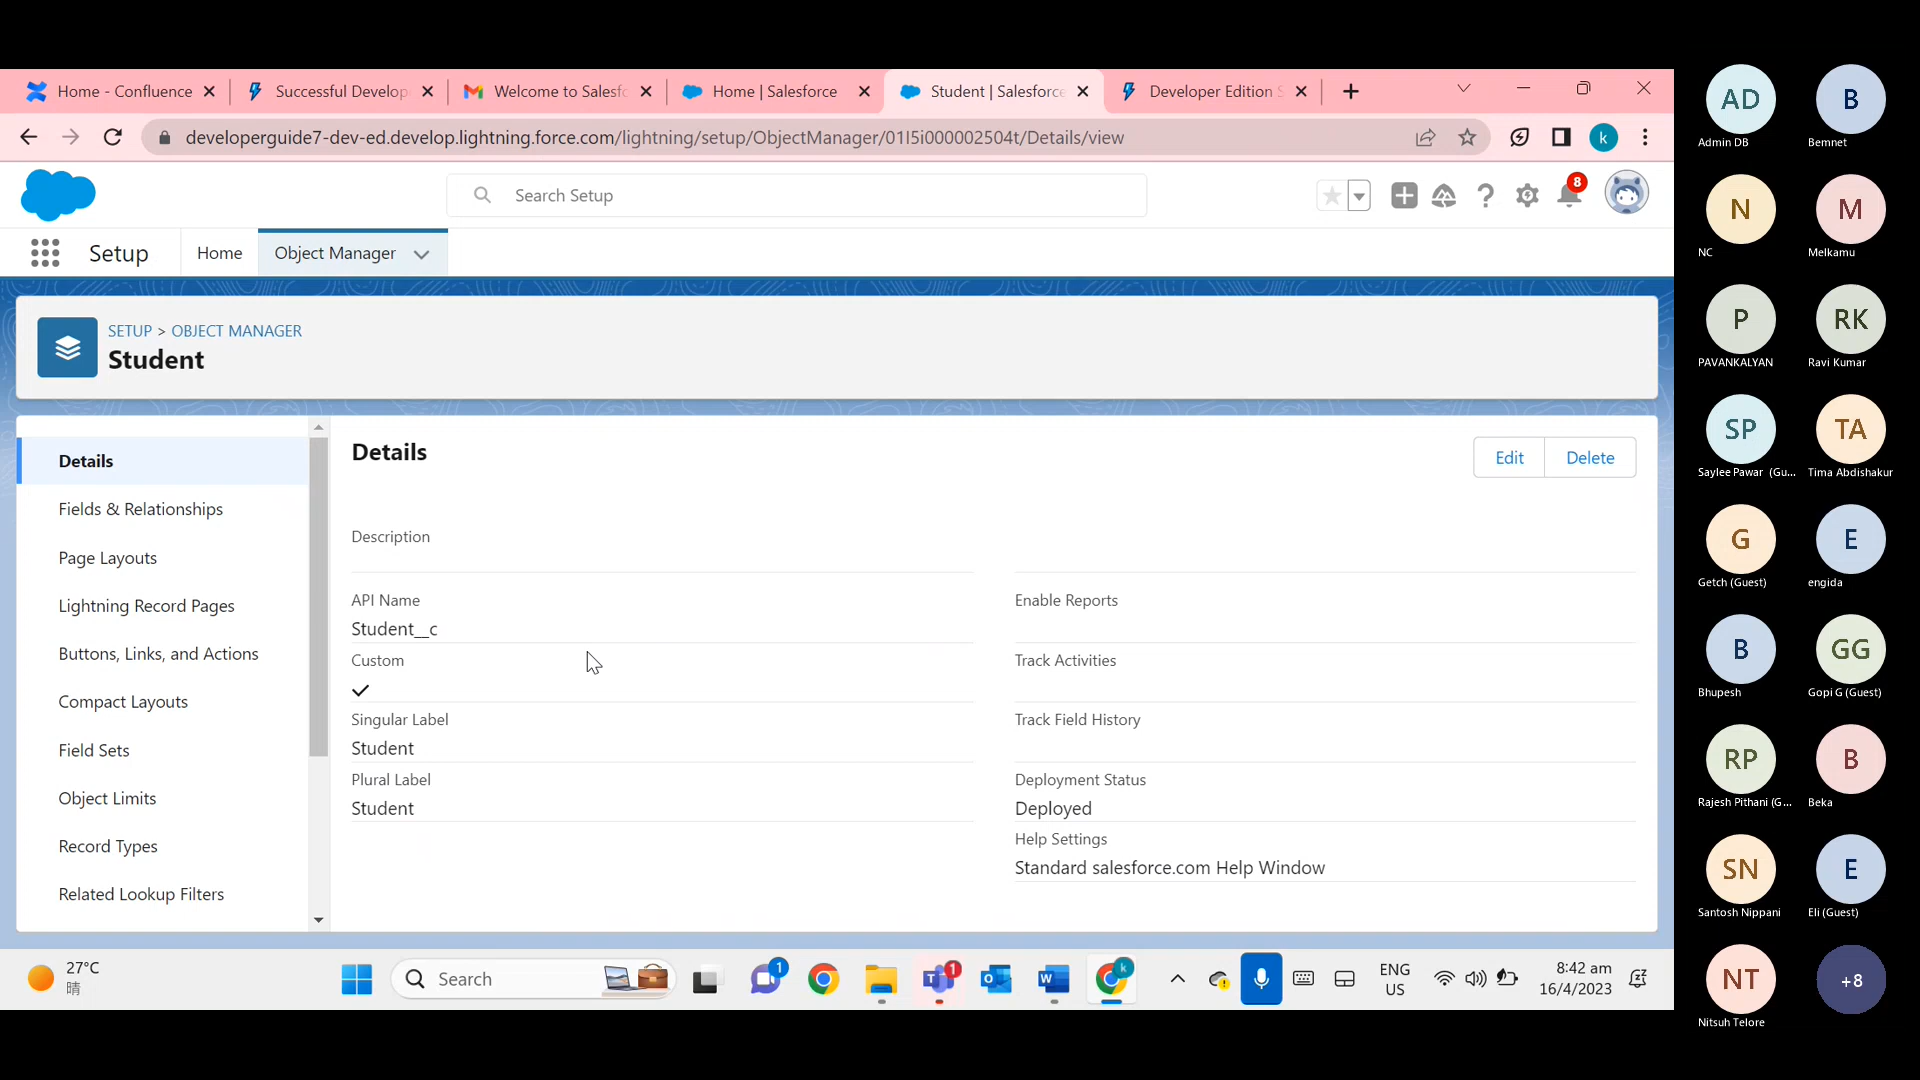 Home - Confluence
Successful Develop
Welcome to Salesfo
Home | Salesforce
Student | Salesforce
Developer Edition S
developerguide7-dev-ed.develop.lightning.force.com/lightning/setup/ObjectManager/01I5i000002504t/Details/view
k
Search Setup
8
Setup
Home
Object Manager
SETUP > OBJECT MANAGER
Student
Details
Fields & Relationships
Page Layouts
Lightning Record Pages
Buttons, Links, and Actions
Compact Layouts
Field Sets
Object Limits
Record Types
Related Lookup Filters
Details
Edit
Delete
Description
API Name
Student__c
Custom
Singular Label
Student
Plural Label
Student
Enable Reports
Track Activities
Track Field History
Deployment Status
Deployed
Help Settings
Standard salesforce.com Help Window
27°C
晴
Search
1
1
k
ENG
US
8:42 am
16/4/2023
AD
Admin DB
B
Bemnet
N
NC
M
Melkamu
P
PAVANKALYAN
RK
Ravi Kumar
SP
Saylee Pawar (Gu...
TA
Tima Abdishakur
G
Getch (Guest)
E
engida
B
Bhupesh
GG
Gopi G (Guest)
RP
Rajesh Pithani (G...
B
Beka
SN
Santosh Nippani
E
Eli (Guest)
NT
Nitsuh Telore
+8